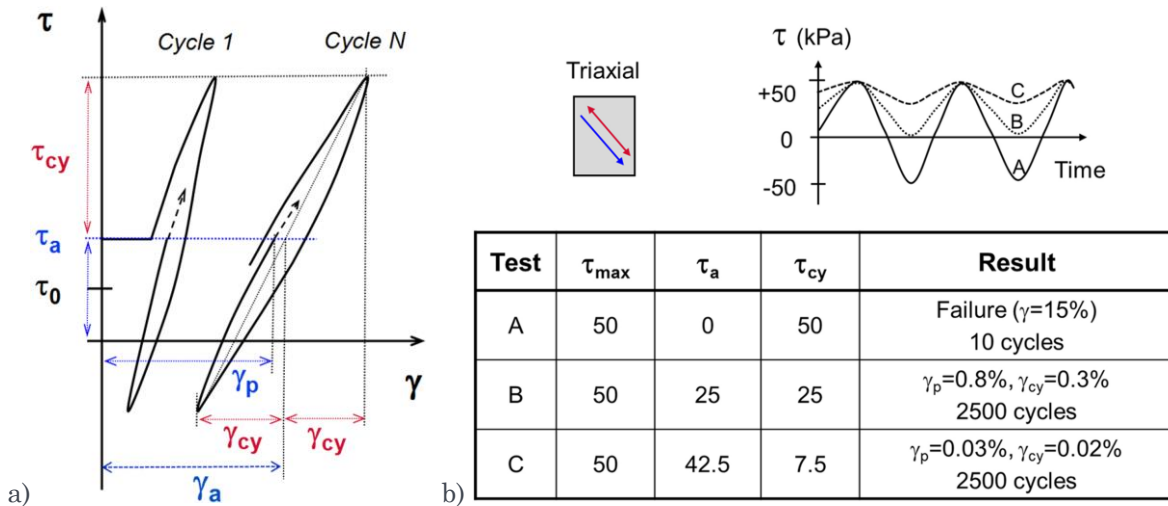 τ
Cycle 1
Cycle N
τcy
τa
τ0
γp
γ
γcy
γcy
γa
a)
Triaxial
τ (kPa)
+50
0
-50
C
B
A
Time
Test τmax τa τcy Result
A 50 0 50 Failure (γ=15%)
10 cycles
B 50 25 25 γp=0.8%, γcy=0.3%
2500 cycles
C 50 42.5 7.5 γp=0.03%, γcy=0.02%
2500 cycles
b)